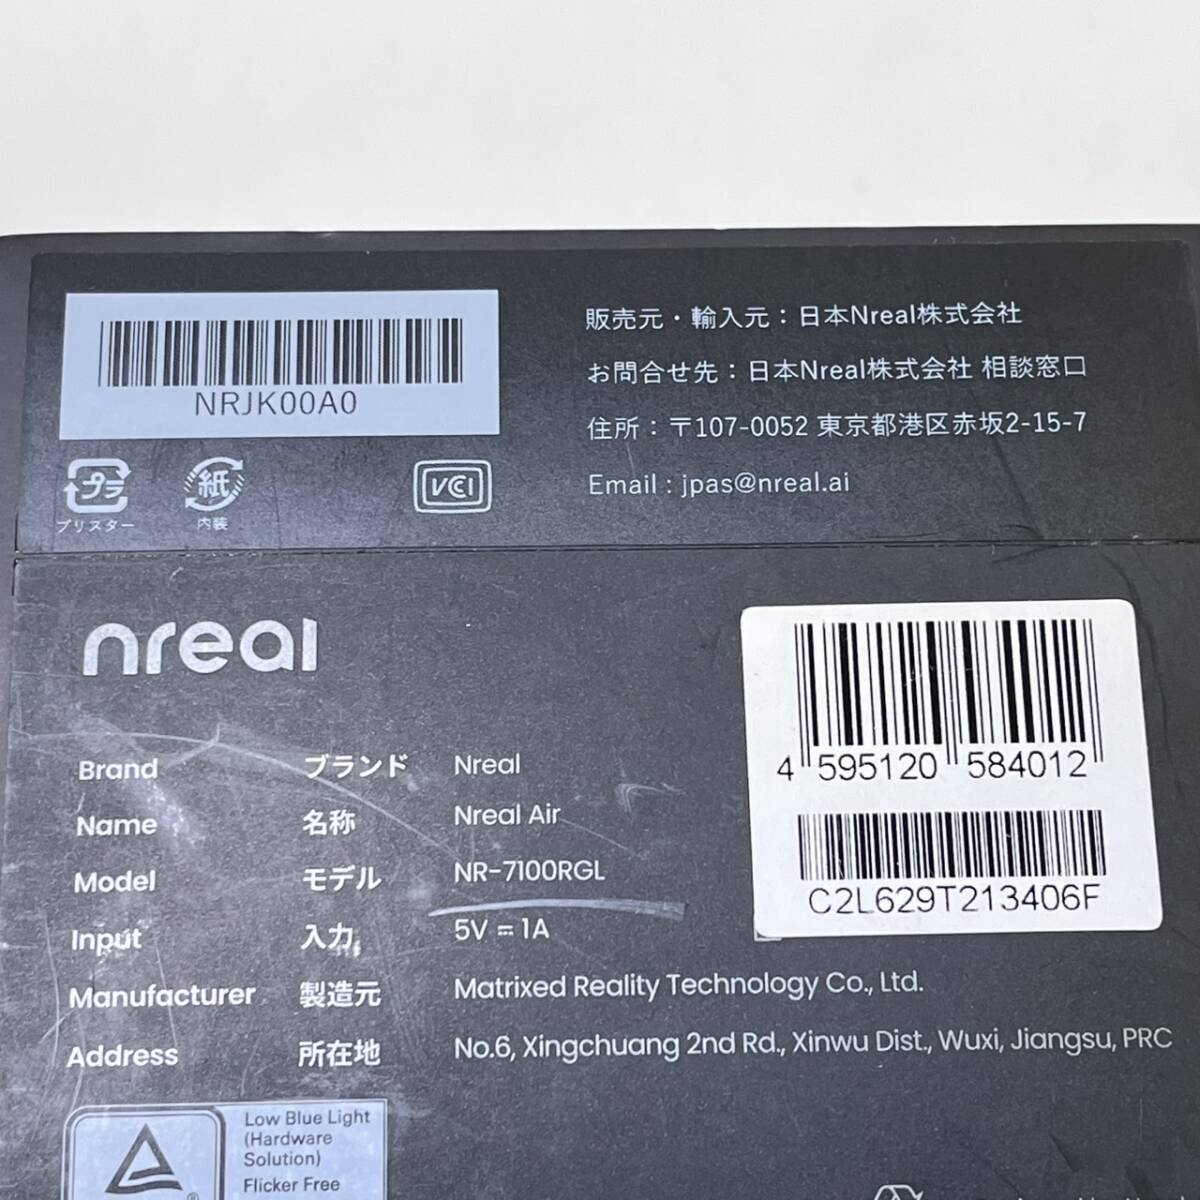 NRJK00A0
プラ
ブリスター
紙
内装
VCCI
販売元・輸入元：日本Nreal株式会社
お問合せ先：日本Nreal株式会社 相談窓口
住所：〒107-0052 東京都港区赤坂2-15-7
Email : jpas@nreal.ai
nreal
Brand ブランド Nreal
Name 名称 Nreal Air
Model モデル NR-7100RGL
Input 入力 5V ⎓ 1A
Manufacturer 製造元 Matrixed Reality Technology Co., Ltd.
Address 所在地 No.6, Xingchuang 2nd Rd., Xinwu Dist., Wuxi, Jiangsu, PRC
4 595120 584012
C2L629T213406F
Low Blue Light
(Hardware
Solution)
Flicker Free
®